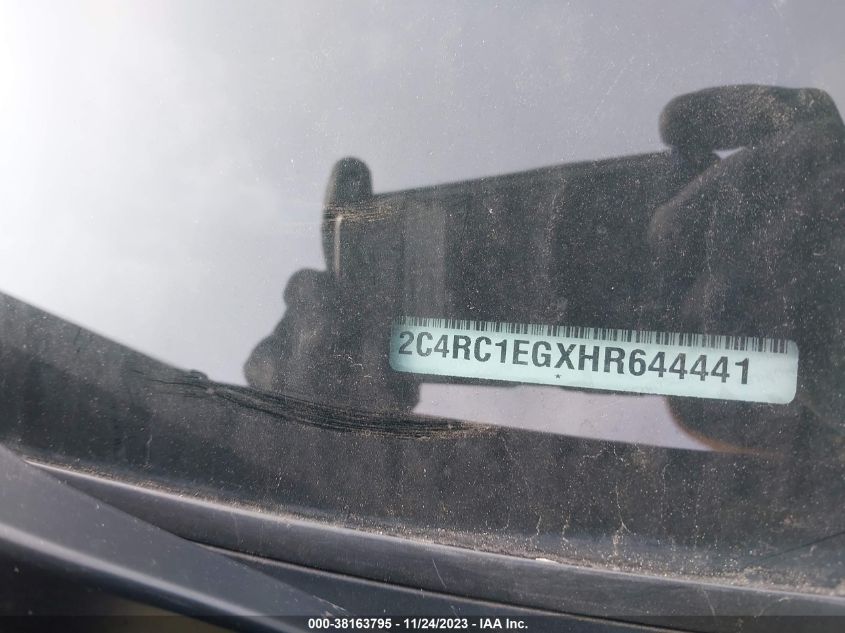 2C4RC1EGXHR644441
000-38163795 - 11/24/2023 - IAA Inc.